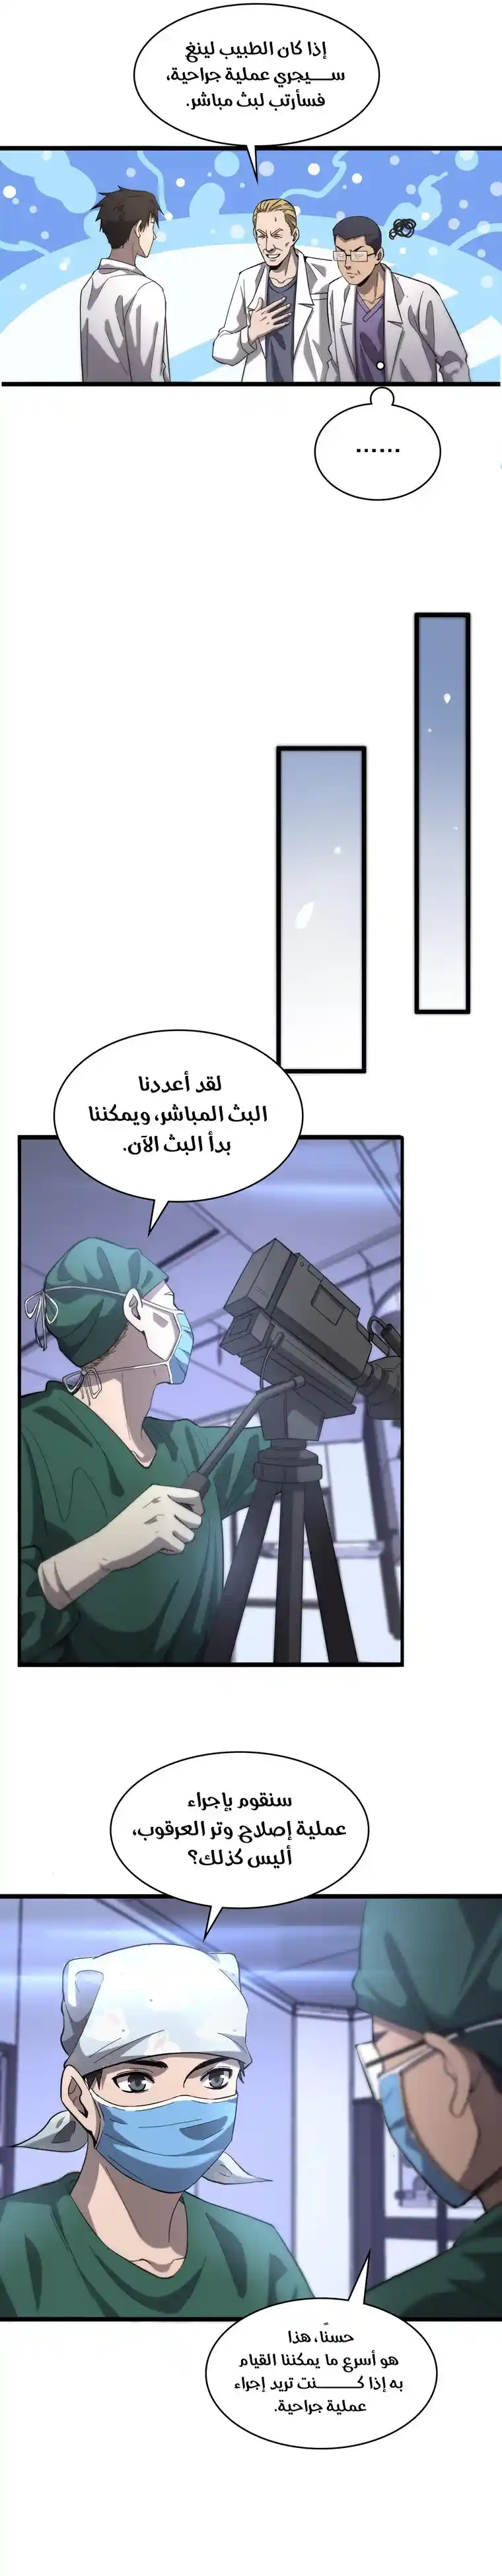 إذا كان الطبيب لينغ
سيجري عملية جراحية،
فسأرتب لبث مباشر.
......
لقد أعددنا
البث المباشر، ويمكننا
بدأ البث الآن.
سنقوم بإجراء
عملية إصلاح وتر العرقوب،
أليس كذلك؟
حسنًا، هذا
هو أسرع ما يمكننا القيام
به إذا كنت تريد إجراء
عملية جراحية.